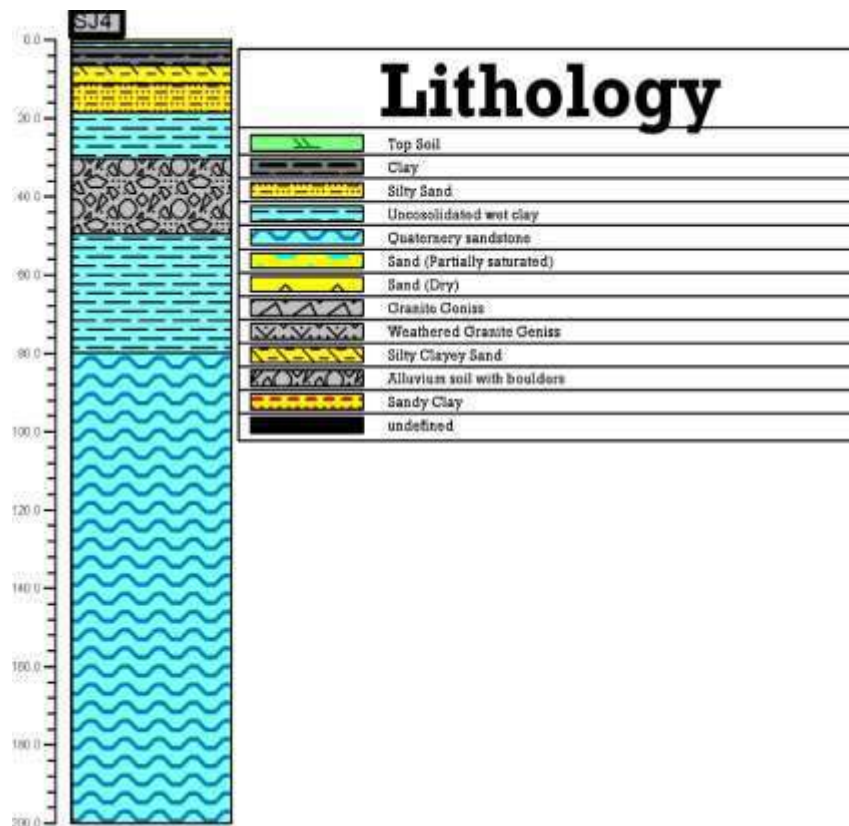 SJ4
0.0
20.0
40.0
60.0
80.0
100.0
120.0
140.0
160.0
180.0
200.0
Lithology
Top Soil
Clay
Silty Sand
Uncosolidated wet clay
Quaternery sandstone
Sand (Partially saturated)
Sand (Dry)
Granite Geniss
Weathered Granite Geniss
Silty Clayey Sand
Alluvium soil with boulders
Sandy Clay
undefined